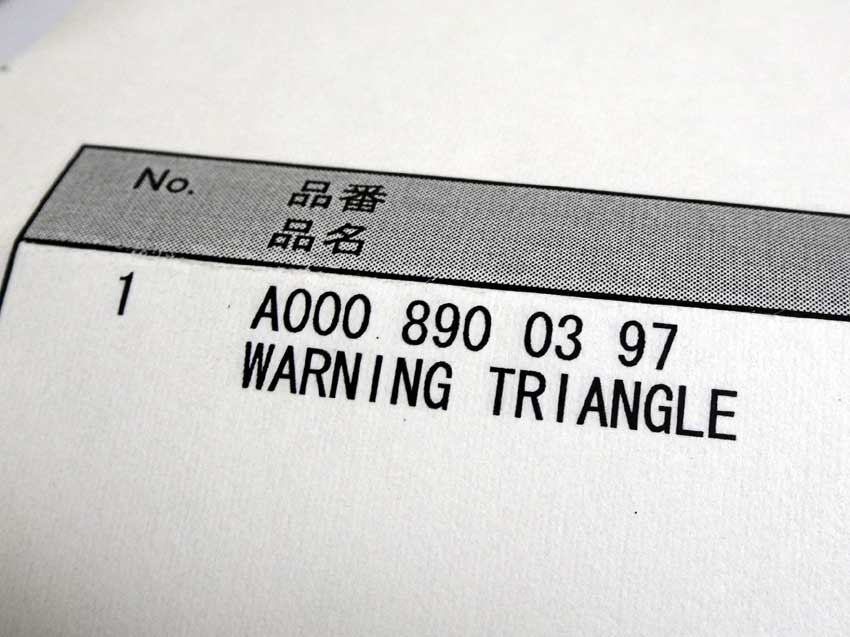 No. 品番
品名
1 A000 890 03 97
WARNING TRIANGLE